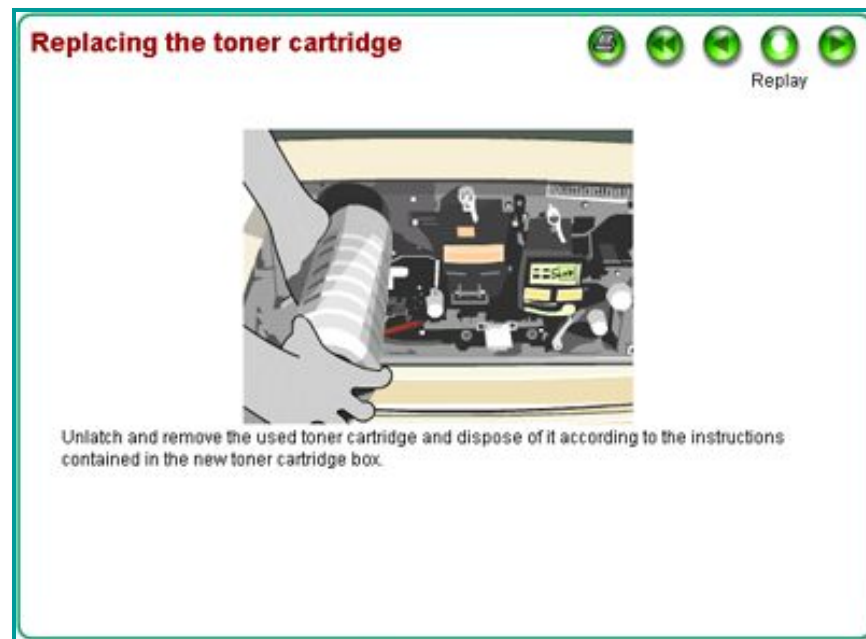 Replacing the toner cartridge
Replay
Unlatch and remove the used toner cartridge and dispose of it according to the instructions
contained in the new toner cartridge box.